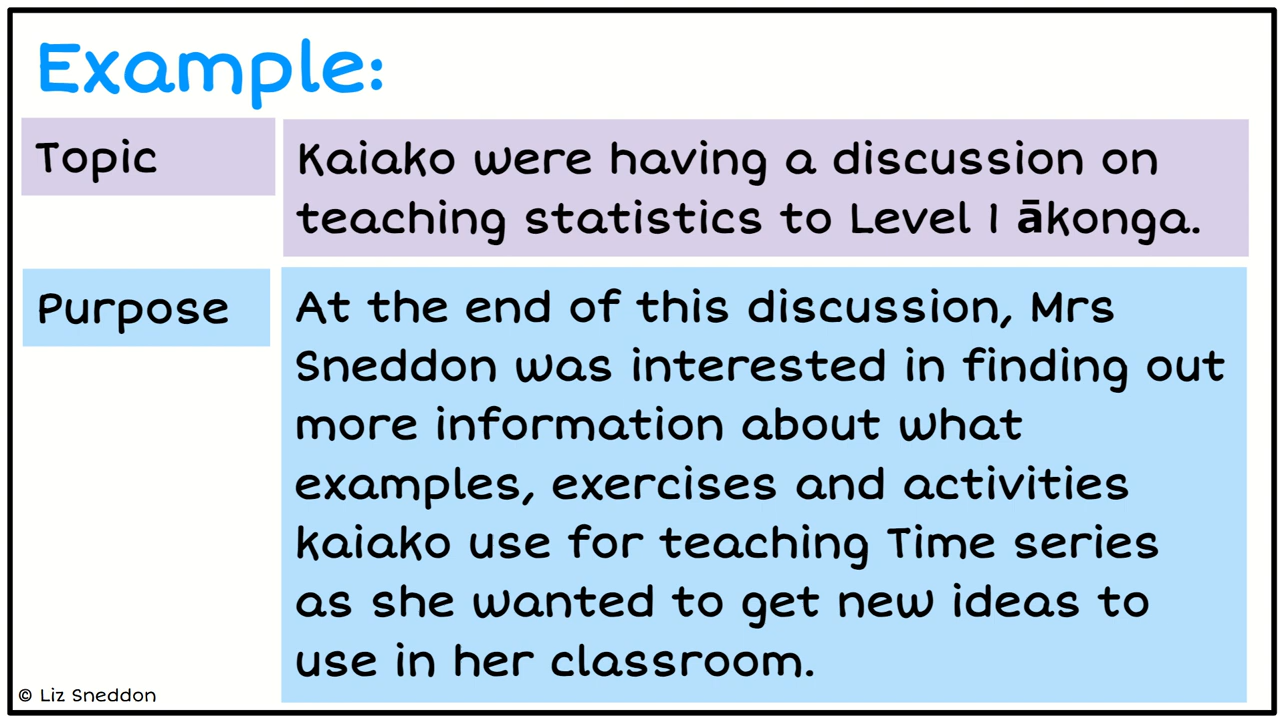 Example:
Topic
Kaiako were having a discussion on
teaching statistics to Level 1 ākonga.
Purpose
At the end of this discussion, Mrs
Sneddon was interested in finding out
more information about what
examples, exercises and activities
kaiako use for teaching Time series
as she wanted to get new ideas to
use in her classroom.
© Liz Sneddon